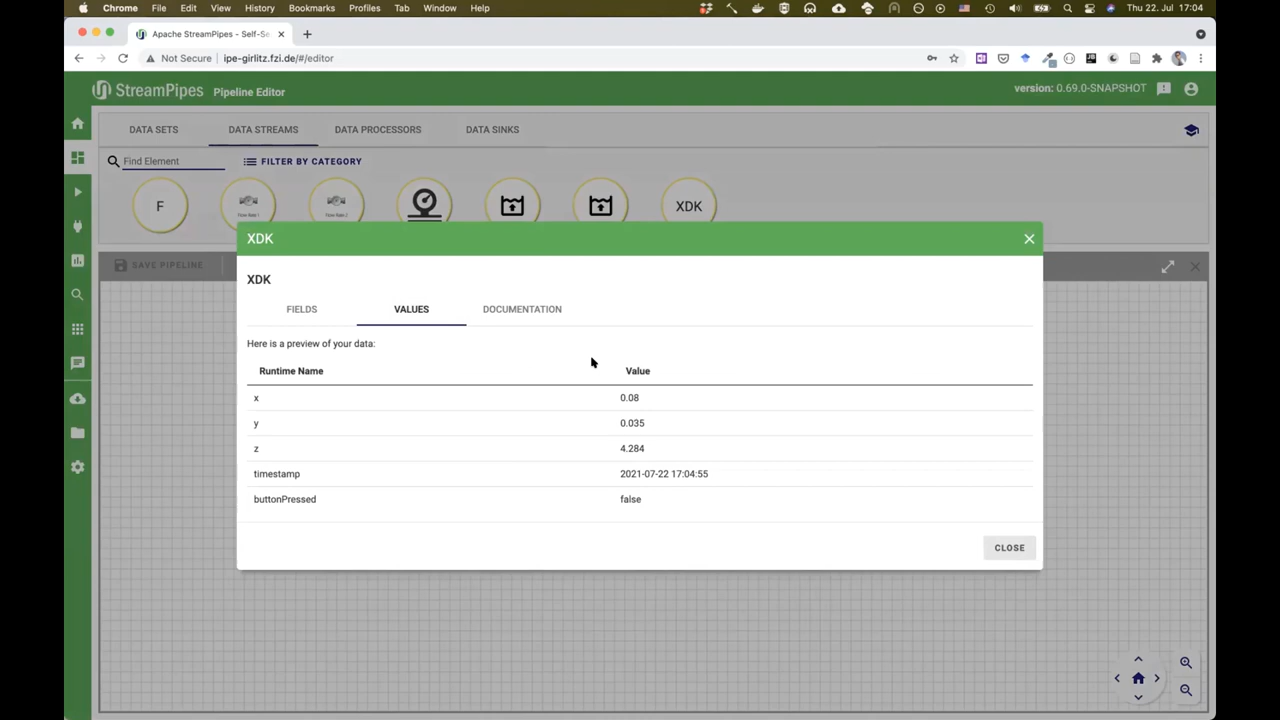 Chrome File Edit View History Bookmarks Profiles Tab Window Help Thu 22. Jul 17:04
Apache StreamPipes - Self-Se
Not Secure ipe-girlitz.fzi.de/#/editor
StreamPipes Pipeline Editor version: 0.69.0-SNAPSHOT
DATA SETS DATA STREAMS DATA PROCESSORS DATA SINKS
Find Element FILTER BY CATEGORY
F XDK
XDK
SAVE PIPELINE
XDK
FIELDS VALUES DOCUMENTATION
Here is a preview of your data:
Runtime Name Value
x 0.08
y 0.035
z 4.284
timestamp 2021-07-22 17:04:55
buttonPressed false
CLOSE